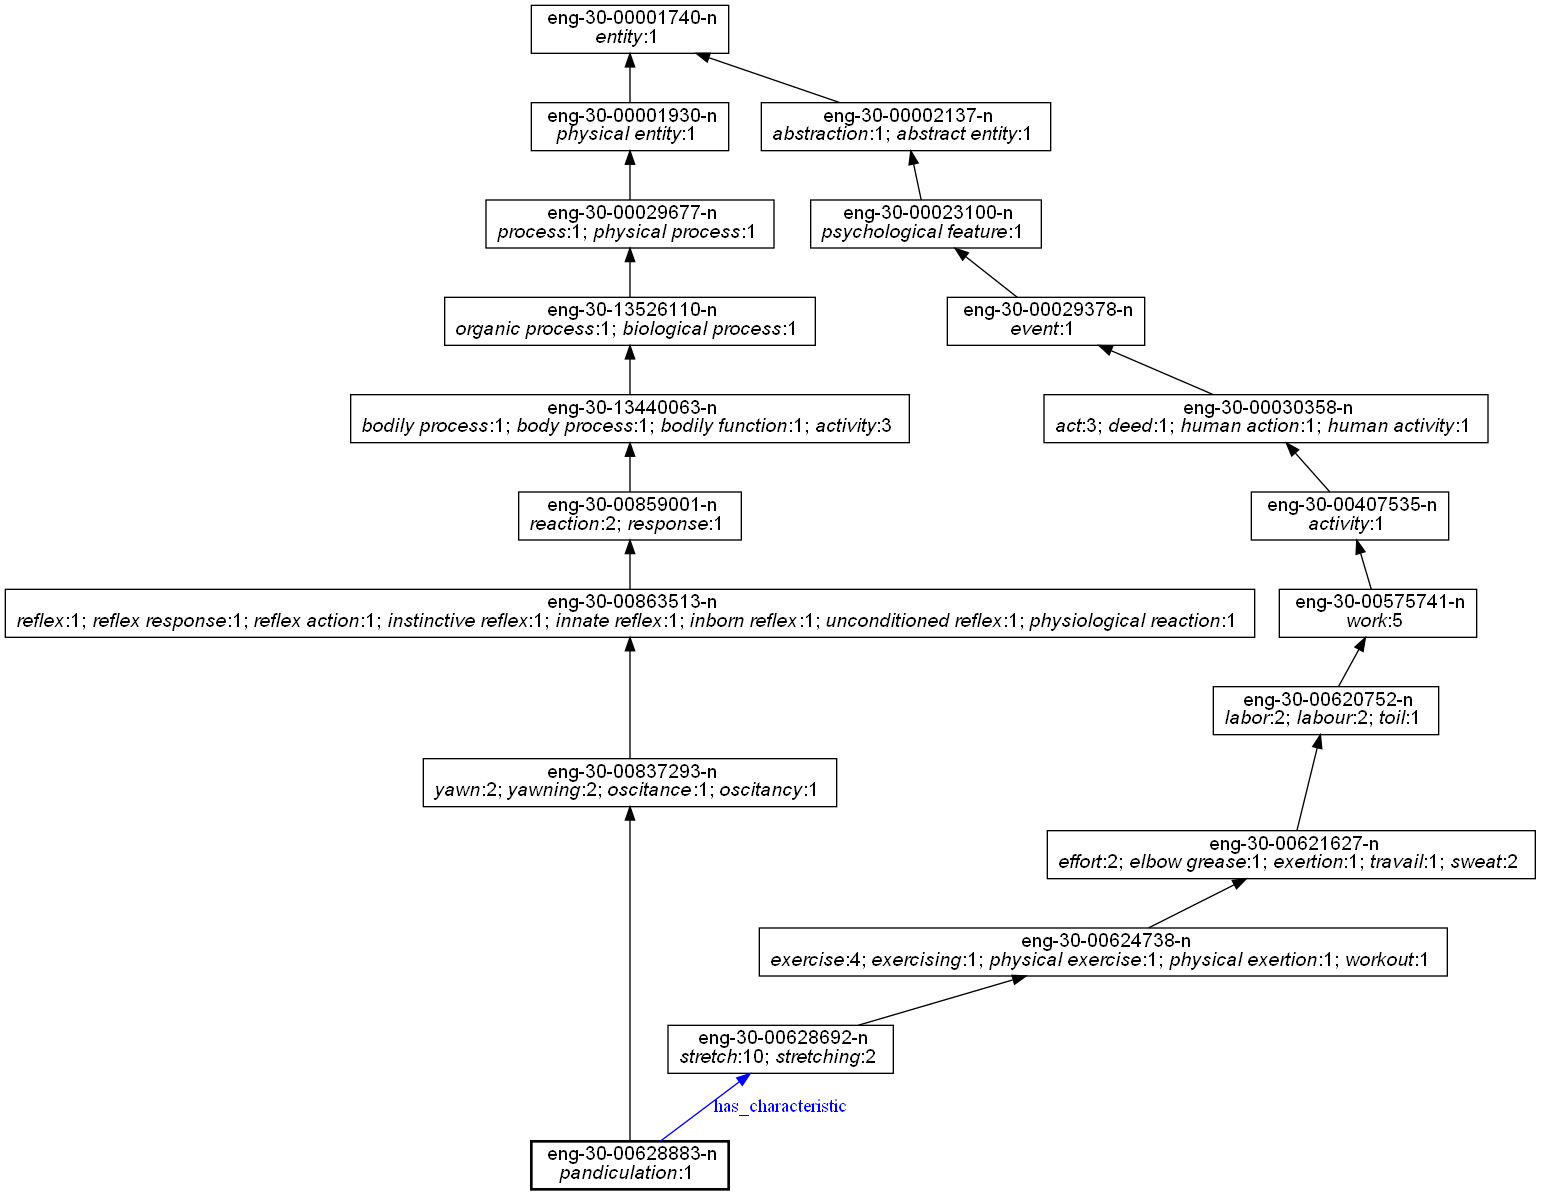 eng-30-00001740-n
entity:1
eng-30-00001930-n
physical entity:1
eng-30-00002137-n
abstraction:1; abstract entity:1
eng-30-00029677-n
process:1; physical process:1
eng-30-00023100-n
psychological feature:1
eng-30-13526110-n
organic process:1; biological process:1
eng-30-00029378-n
event:1
eng-30-13440063-n
bodily process:1; body process:1; bodily function:1; activity:3
eng-30-00030358-n
act:3; deed:1; human action:1; human activity:1
eng-30-00859001-n
reaction:2; response:1
eng-30-00407535-n
activity:1
eng-30-00863513-n
reflex:1; reflex response:1; reflex action:1; instinctive reflex:1; innate reflex:1; inborn reflex:1; unconditioned reflex:1; physiological reaction:1
eng-30-00575741-n
work:5
eng-30-00620752-n
labor:2; labour:2; toil:1
eng-30-00837293-n
yawn:2; yawning:2; oscitance:1; oscitancy:1
eng-30-00621627-n
effort:2; elbow grease:1; exertion:1; travail:1; sweat:2
eng-30-00624738-n
exercise:4; exercising:1; physical exercise:1; physical exertion:1; workout:1
eng-30-00628692-n
stretch:10; stretching:2
has_characteristic
eng-30-00628883-n
pandiculation:1